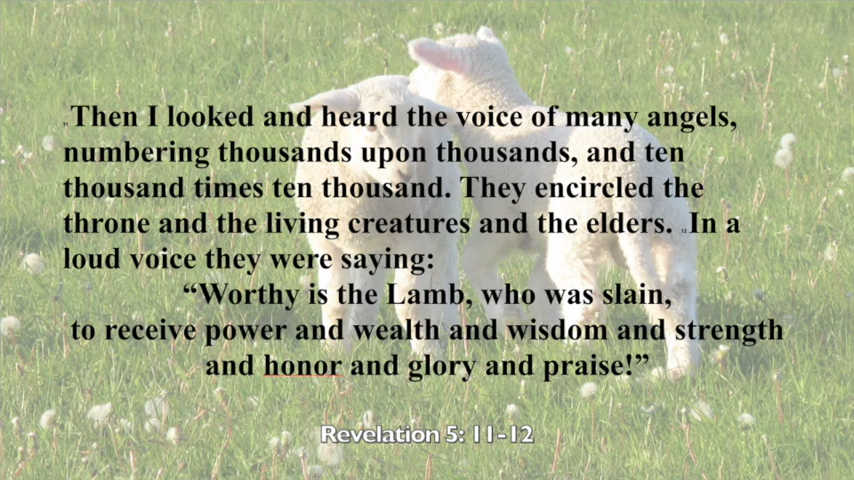 11 Then I looked and heard the voice of many angels,
numbering thousands upon thousands, and ten
thousand times ten thousand. They encircled the
throne and the living creatures and the elders. 12 In a
loud voice they were saying:
“Worthy is the Lamb, who was slain,
to receive power and wealth and wisdom and strength
and honor and glory and praise!”
Revelation 5: 11-12